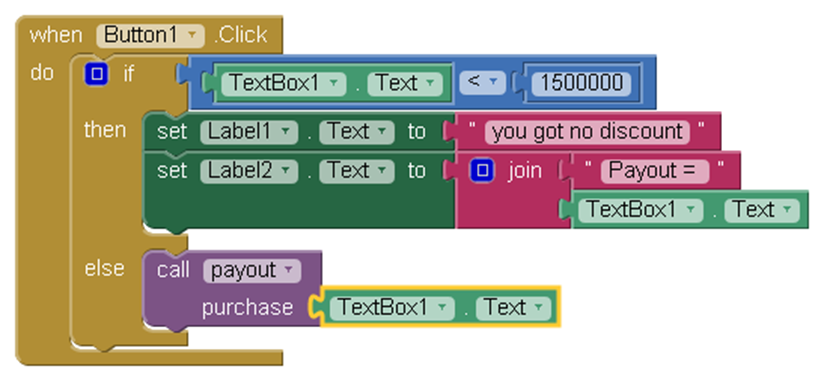 when Button1 .Click
do if TextBox1 . Text < 1500000
then set Label1 . Text to " you got no discount "
set Label2 . Text to join " Payout = "
TextBox1 . Text
else call payout
purchase TextBox1 . Text